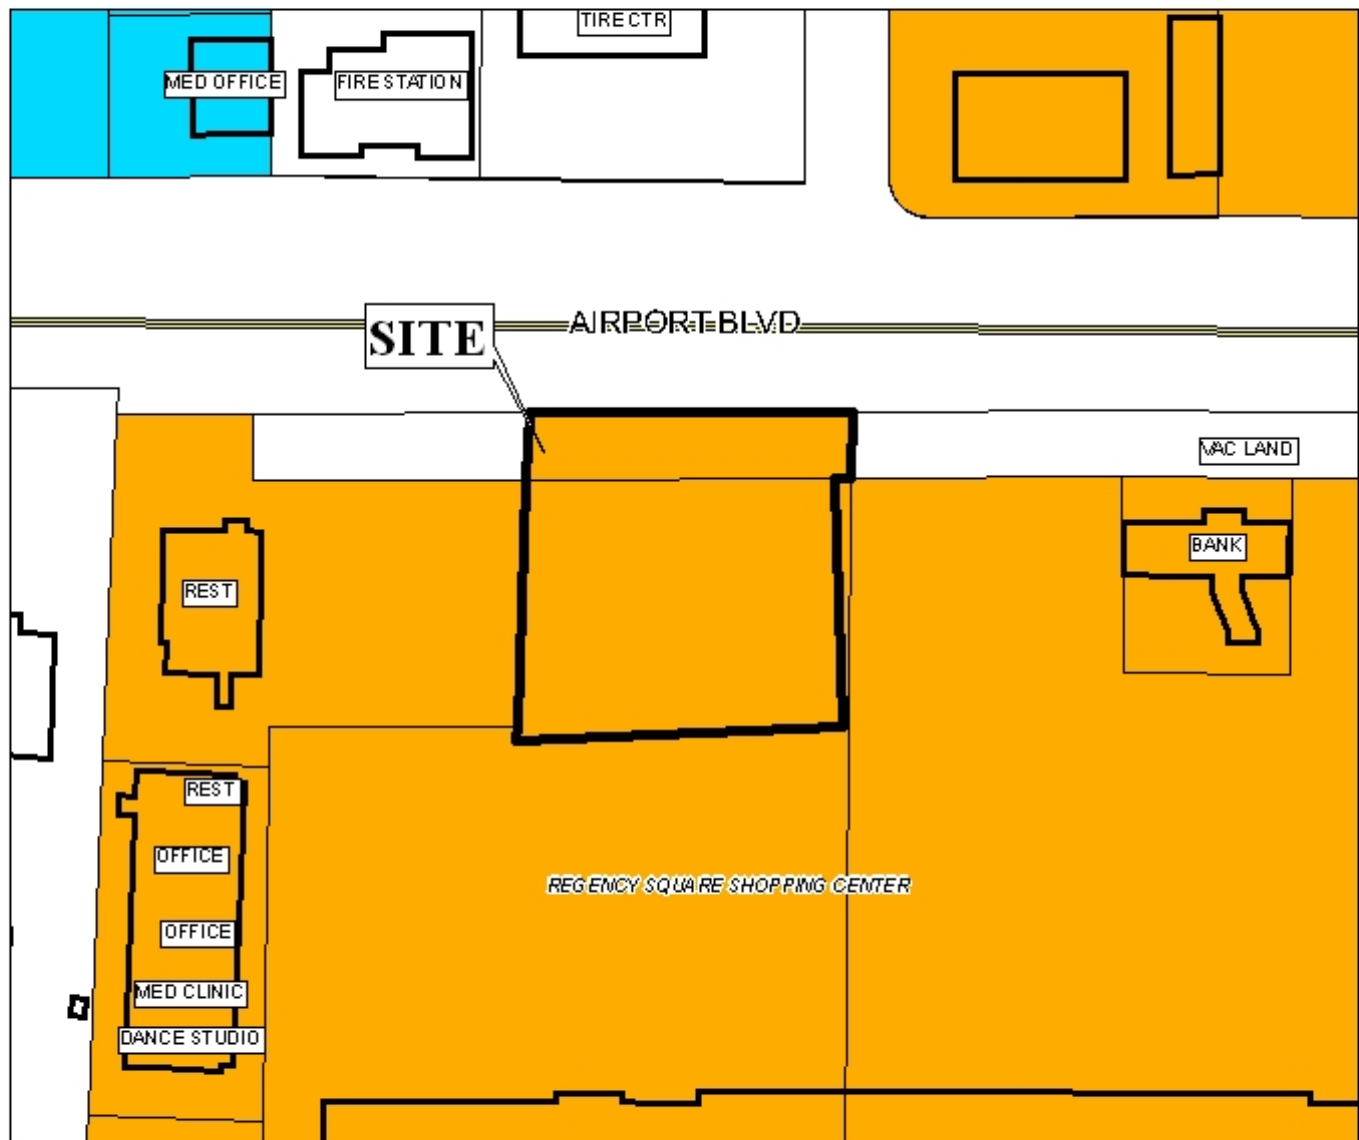 TIRE CTR
MED OFFICE
FIRE STATION
SITE
AIRPORT BLVD
VAC LAND
BANK
REST
REST
OFFICE
REGENCY SQUARE SHOPPING CENTER
OFFICE
MED CLINIC
DANCE STUDIO